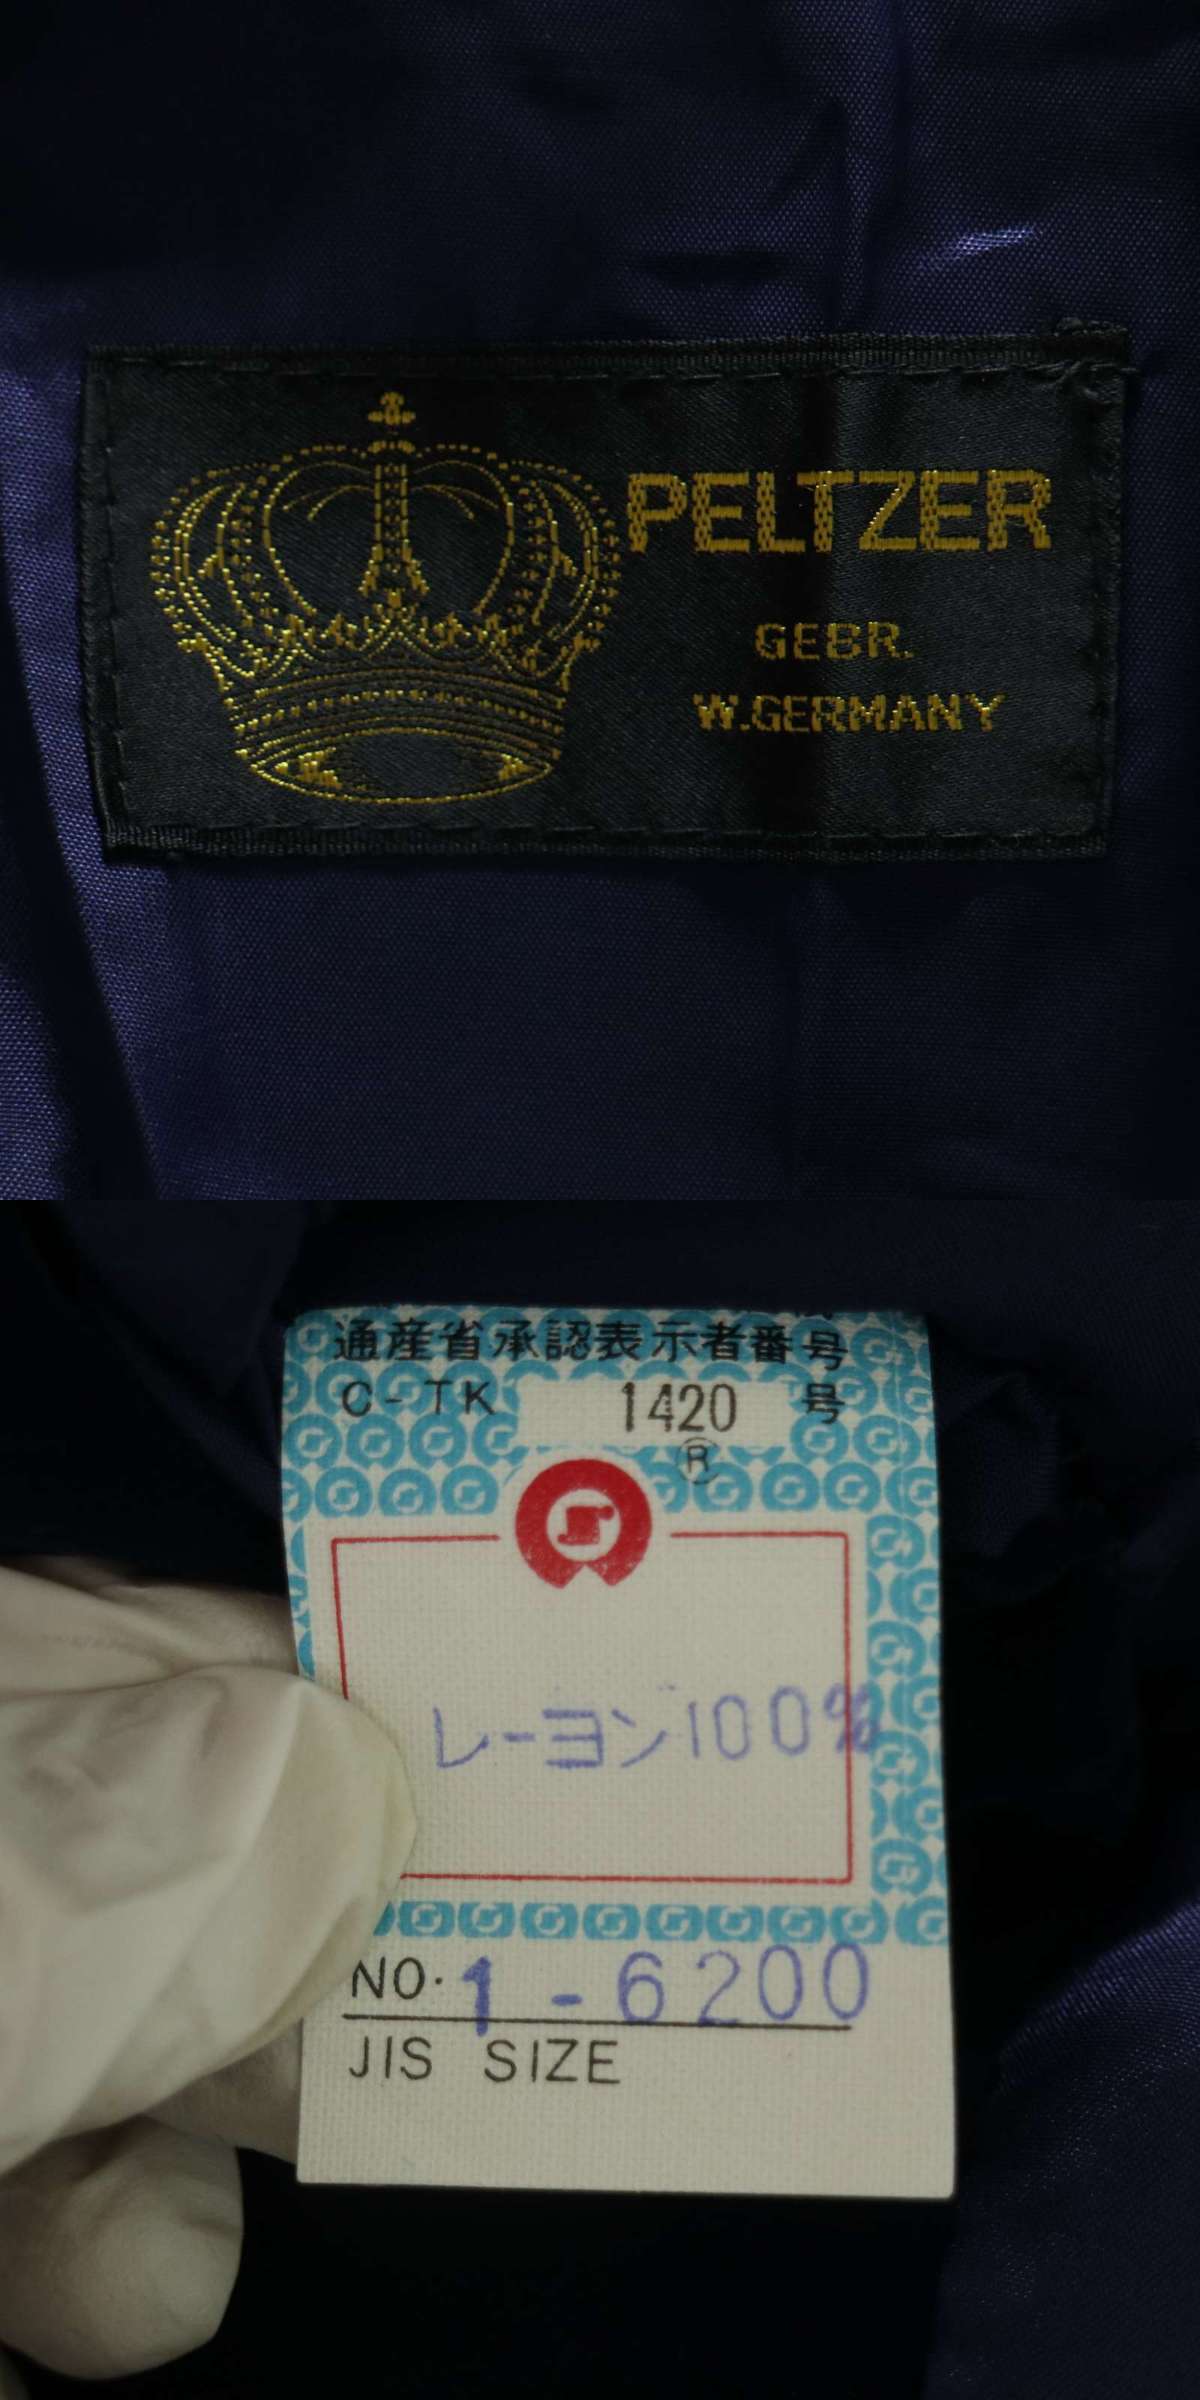 PELTZER
GEBR.
W.GERMANY
通産省承認表示者番号
C-TK 1420 号
R
レーヨン100%
NO. 1-6200
JIS SIZE